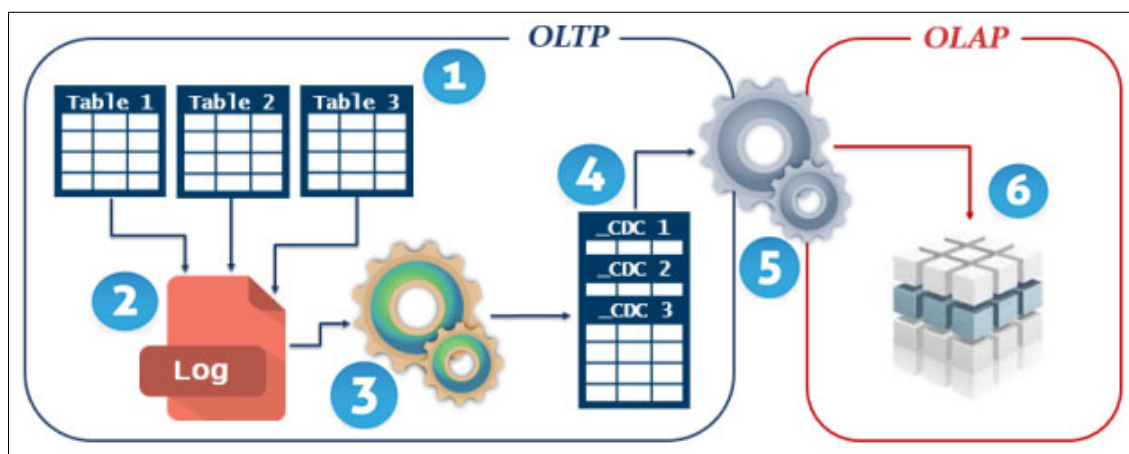 OLTP
OLAP
1
Table 1
Table 2
Table 3
4
6
_CDC 1
_CDC 2
_CDC 3
5
2
Log
3